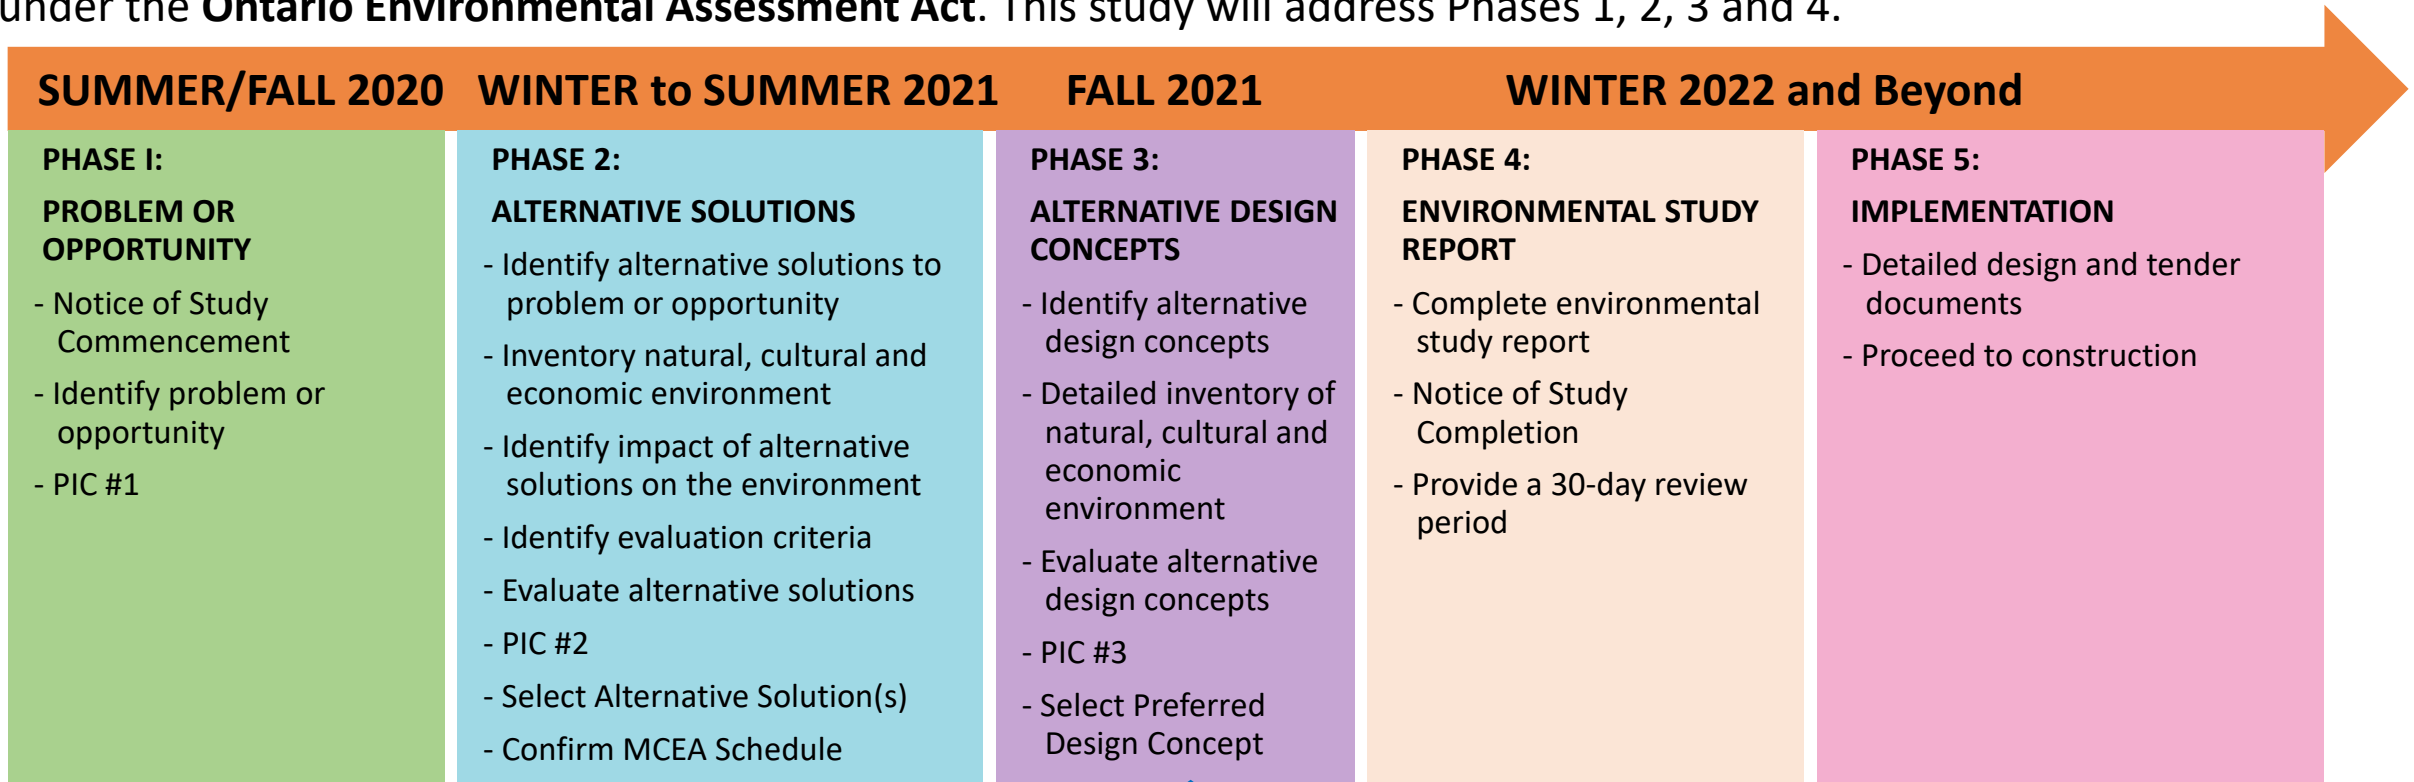 under the Ontario Environmental Assessment Act. This study will address Phases 1, 2, 3 and 4.
SUMMER/FALL 2020
WINTER to SUMMER 2021
FALL 2021
WINTER 2022 and Beyond
PHASE I:
PROBLEM OR
OPPORTUNITY
- Notice of Study
Commencement
- Identify problem or
opportunity
- PIC #1
PHASE 2:
ALTERNATIVE SOLUTIONS
- Identify alternative solutions to
problem or opportunity
- Inventory natural, cultural and
economic environment
- Identify impact of alternative
solutions on the environment
- Identify evaluation criteria
- Evaluate alternative solutions
- PIC #2
- Select Alternative Solution(s)
- Confirm MCEA Schedule
PHASE 3:
ALTERNATIVE DESIGN
CONCEPTS
- Identify alternative
design concepts
- Detailed inventory of
natural, cultural and
economic
environment
- Evaluate alternative
design concepts
- PIC #3
- Select Preferred
Design Concept
PHASE 4:
ENVIRONMENTAL STUDY
REPORT
- Complete environmental
study report
- Notice of Study
Completion
- Provide a 30-day review
period
PHASE 5:
IMPLEMENTATION
- Detailed design and tender
documents
- Proceed to construction